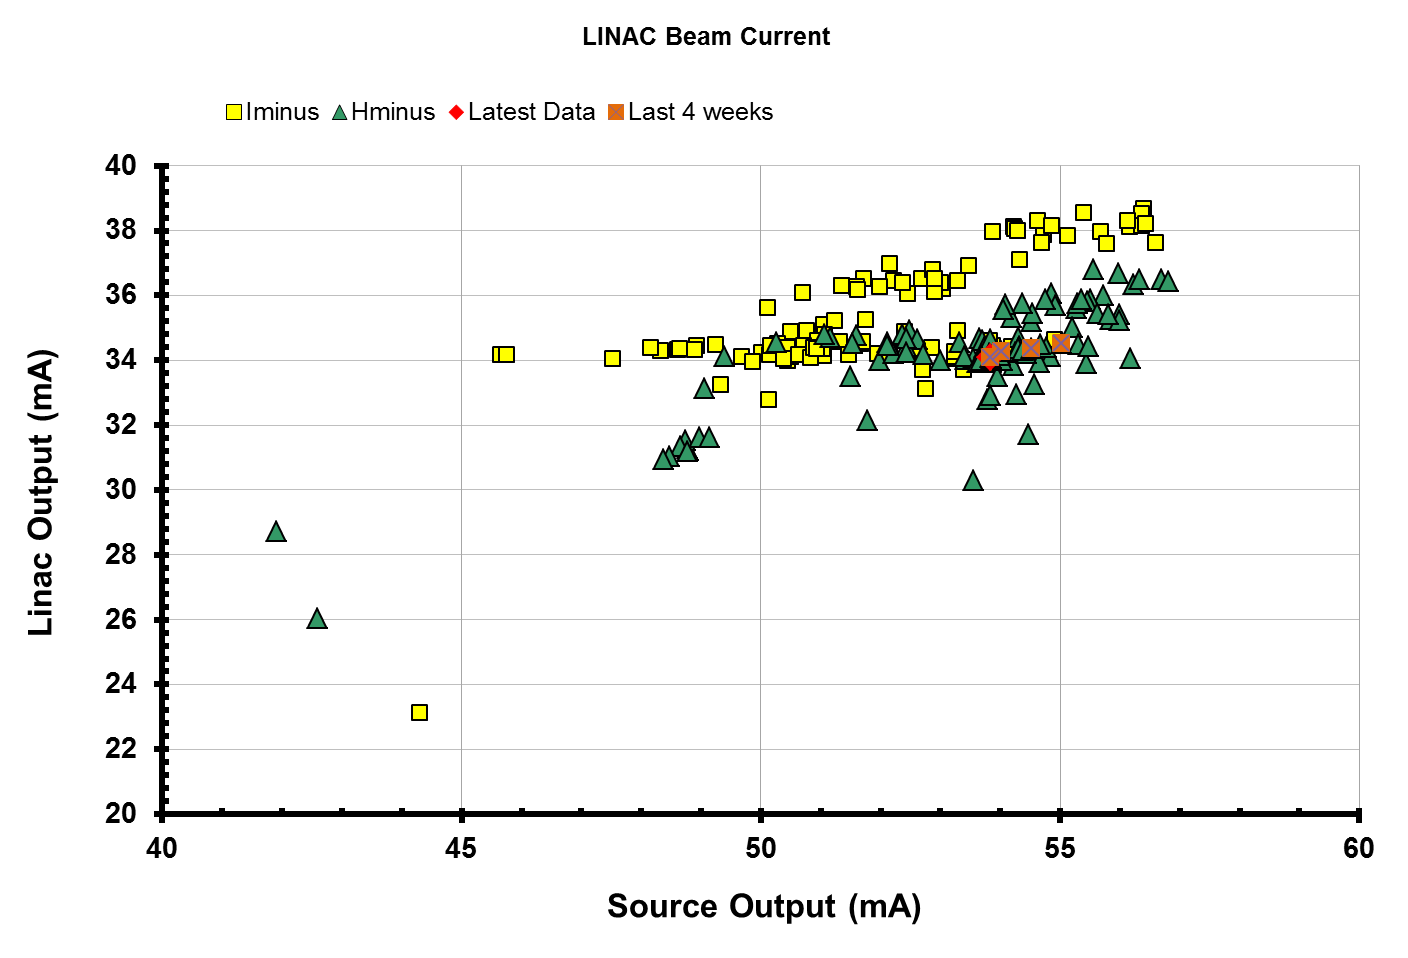 LINAC Beam Current
Iminus Hminus Latest Data Last 4 weeks
40
38
36
34
32
30
28
26
24
22
20
40 45 50 55 60
Linac Output (mA)
Source Output (mA)